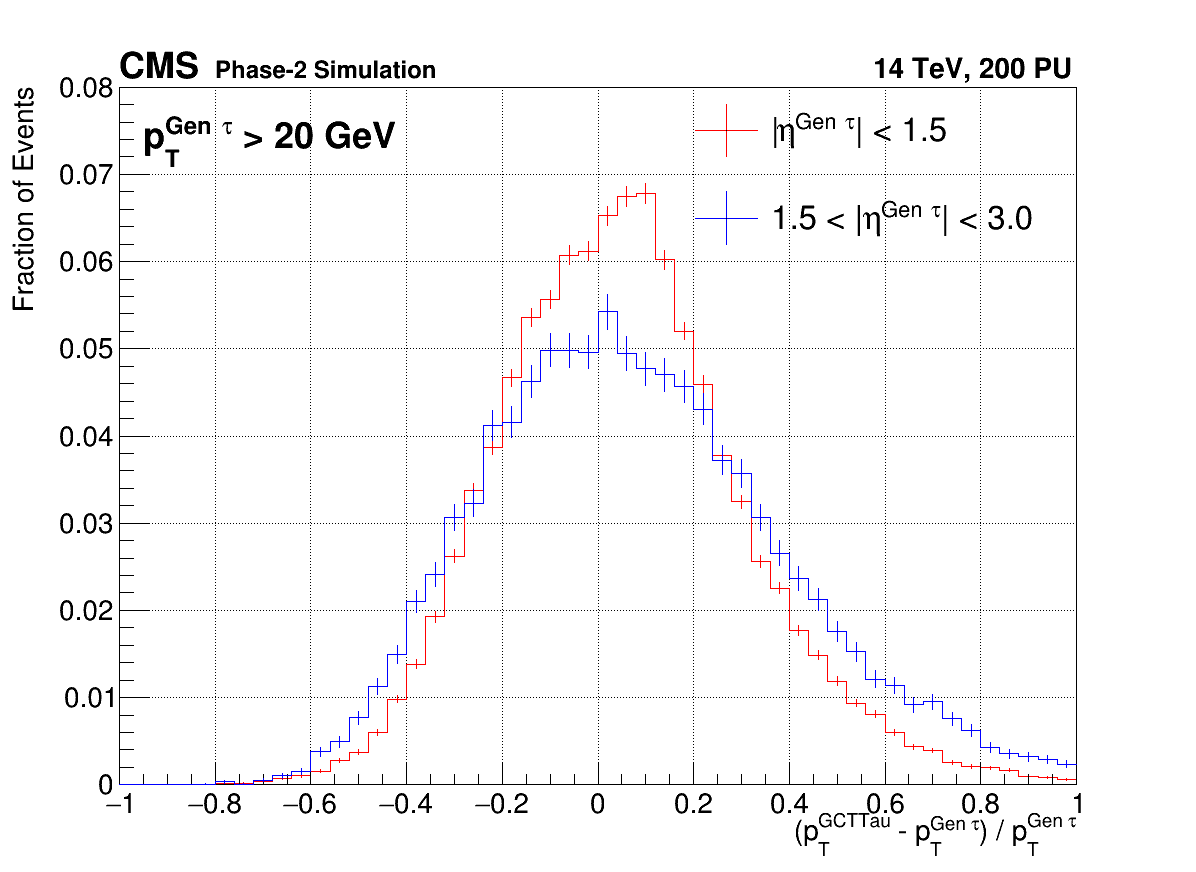 CMS Phase-2 Simulation 14 TeV, 200 PU
Fraction of Events
p_T^{Gen τ} > 20 GeV
|η^{Gen τ}| < 1.5
1.5 < |η^{Gen τ}| < 3.0
0.08
0.07
0.06
0.05
0.04
0.03
0.02
0.01
0
−1 −0.8 −0.6 −0.4 −0.2 0 0.2 0.4 0.6 0.8 1
(p_T^{GCTTau} - p_T^{Gen τ}) / p_T^{Gen τ}